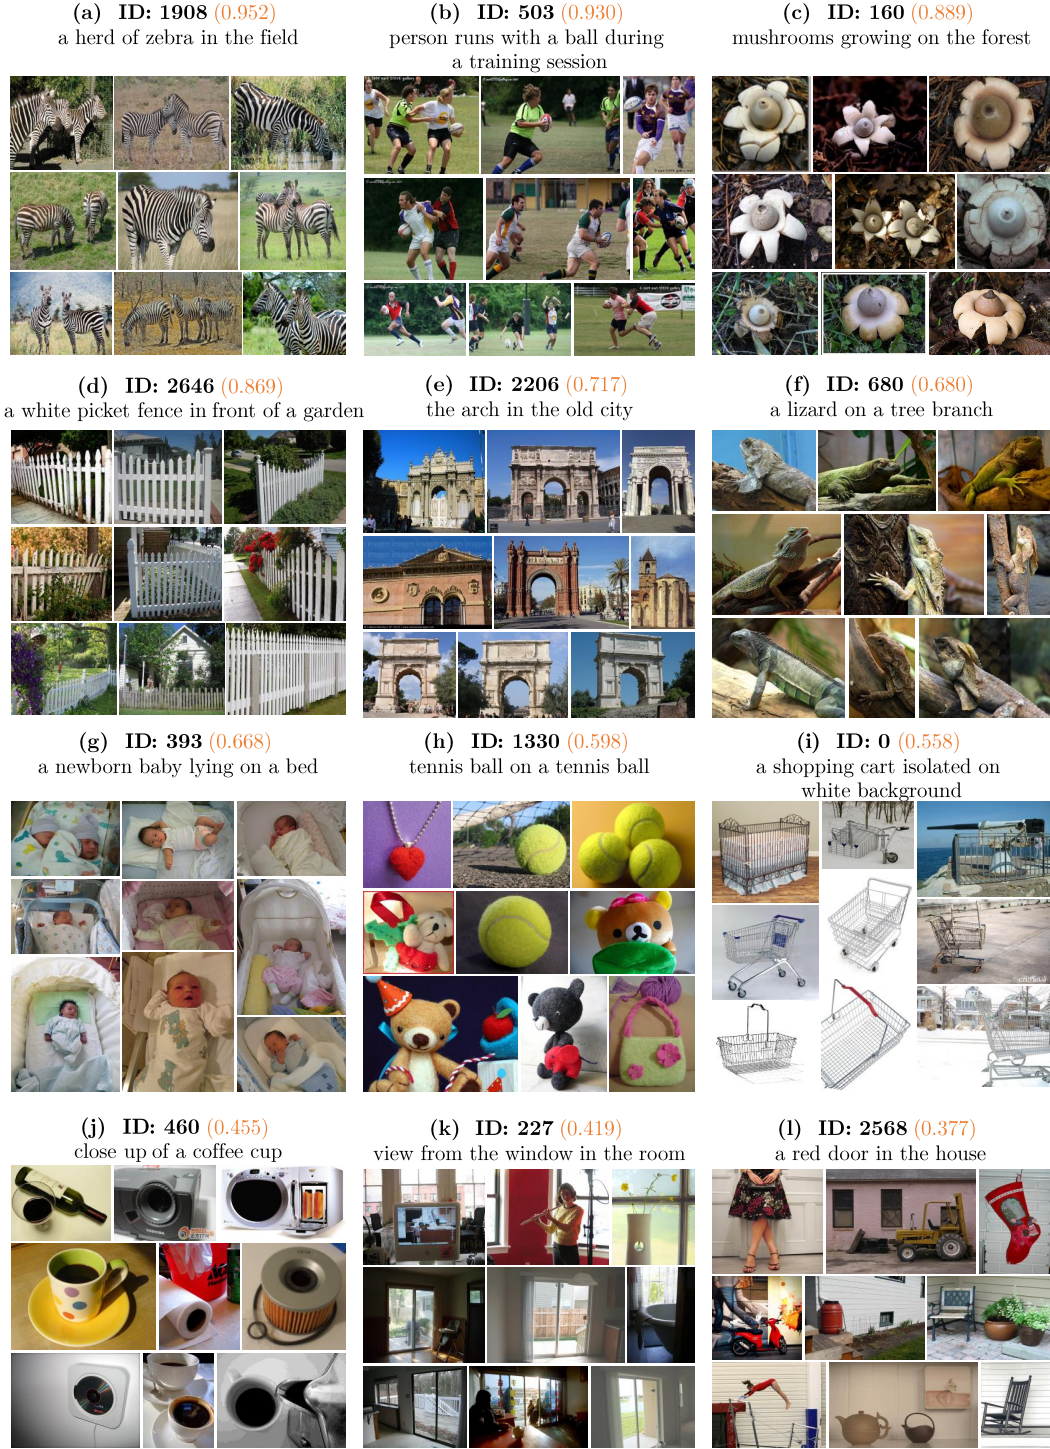 (a) ID: 1908 (0.952)
a herd of zebra in the field
(b) ID: 503 (0.930)
person runs with a ball during
a training session
(c) ID: 160 (0.889)
mushrooms growing on the forest
(d) ID: 2646 (0.869)
a white picket fence in front of a garden
(e) ID: 2206 (0.717)
the arch in the old city
(f) ID: 680 (0.680)
a lizard on a tree branch
(g) ID: 393 (0.668)
a newborn baby lying on a bed
(h) ID: 1330 (0.598)
tennis ball on a tennis ball
(i) ID: 0 (0.558)
a shopping cart isolated on
white background
(j) ID: 460 (0.455)
close up of a coffee cup
(k) ID: 227 (0.419)
view from the window in the room
(l) ID: 2568 (0.377)
a red door in the house